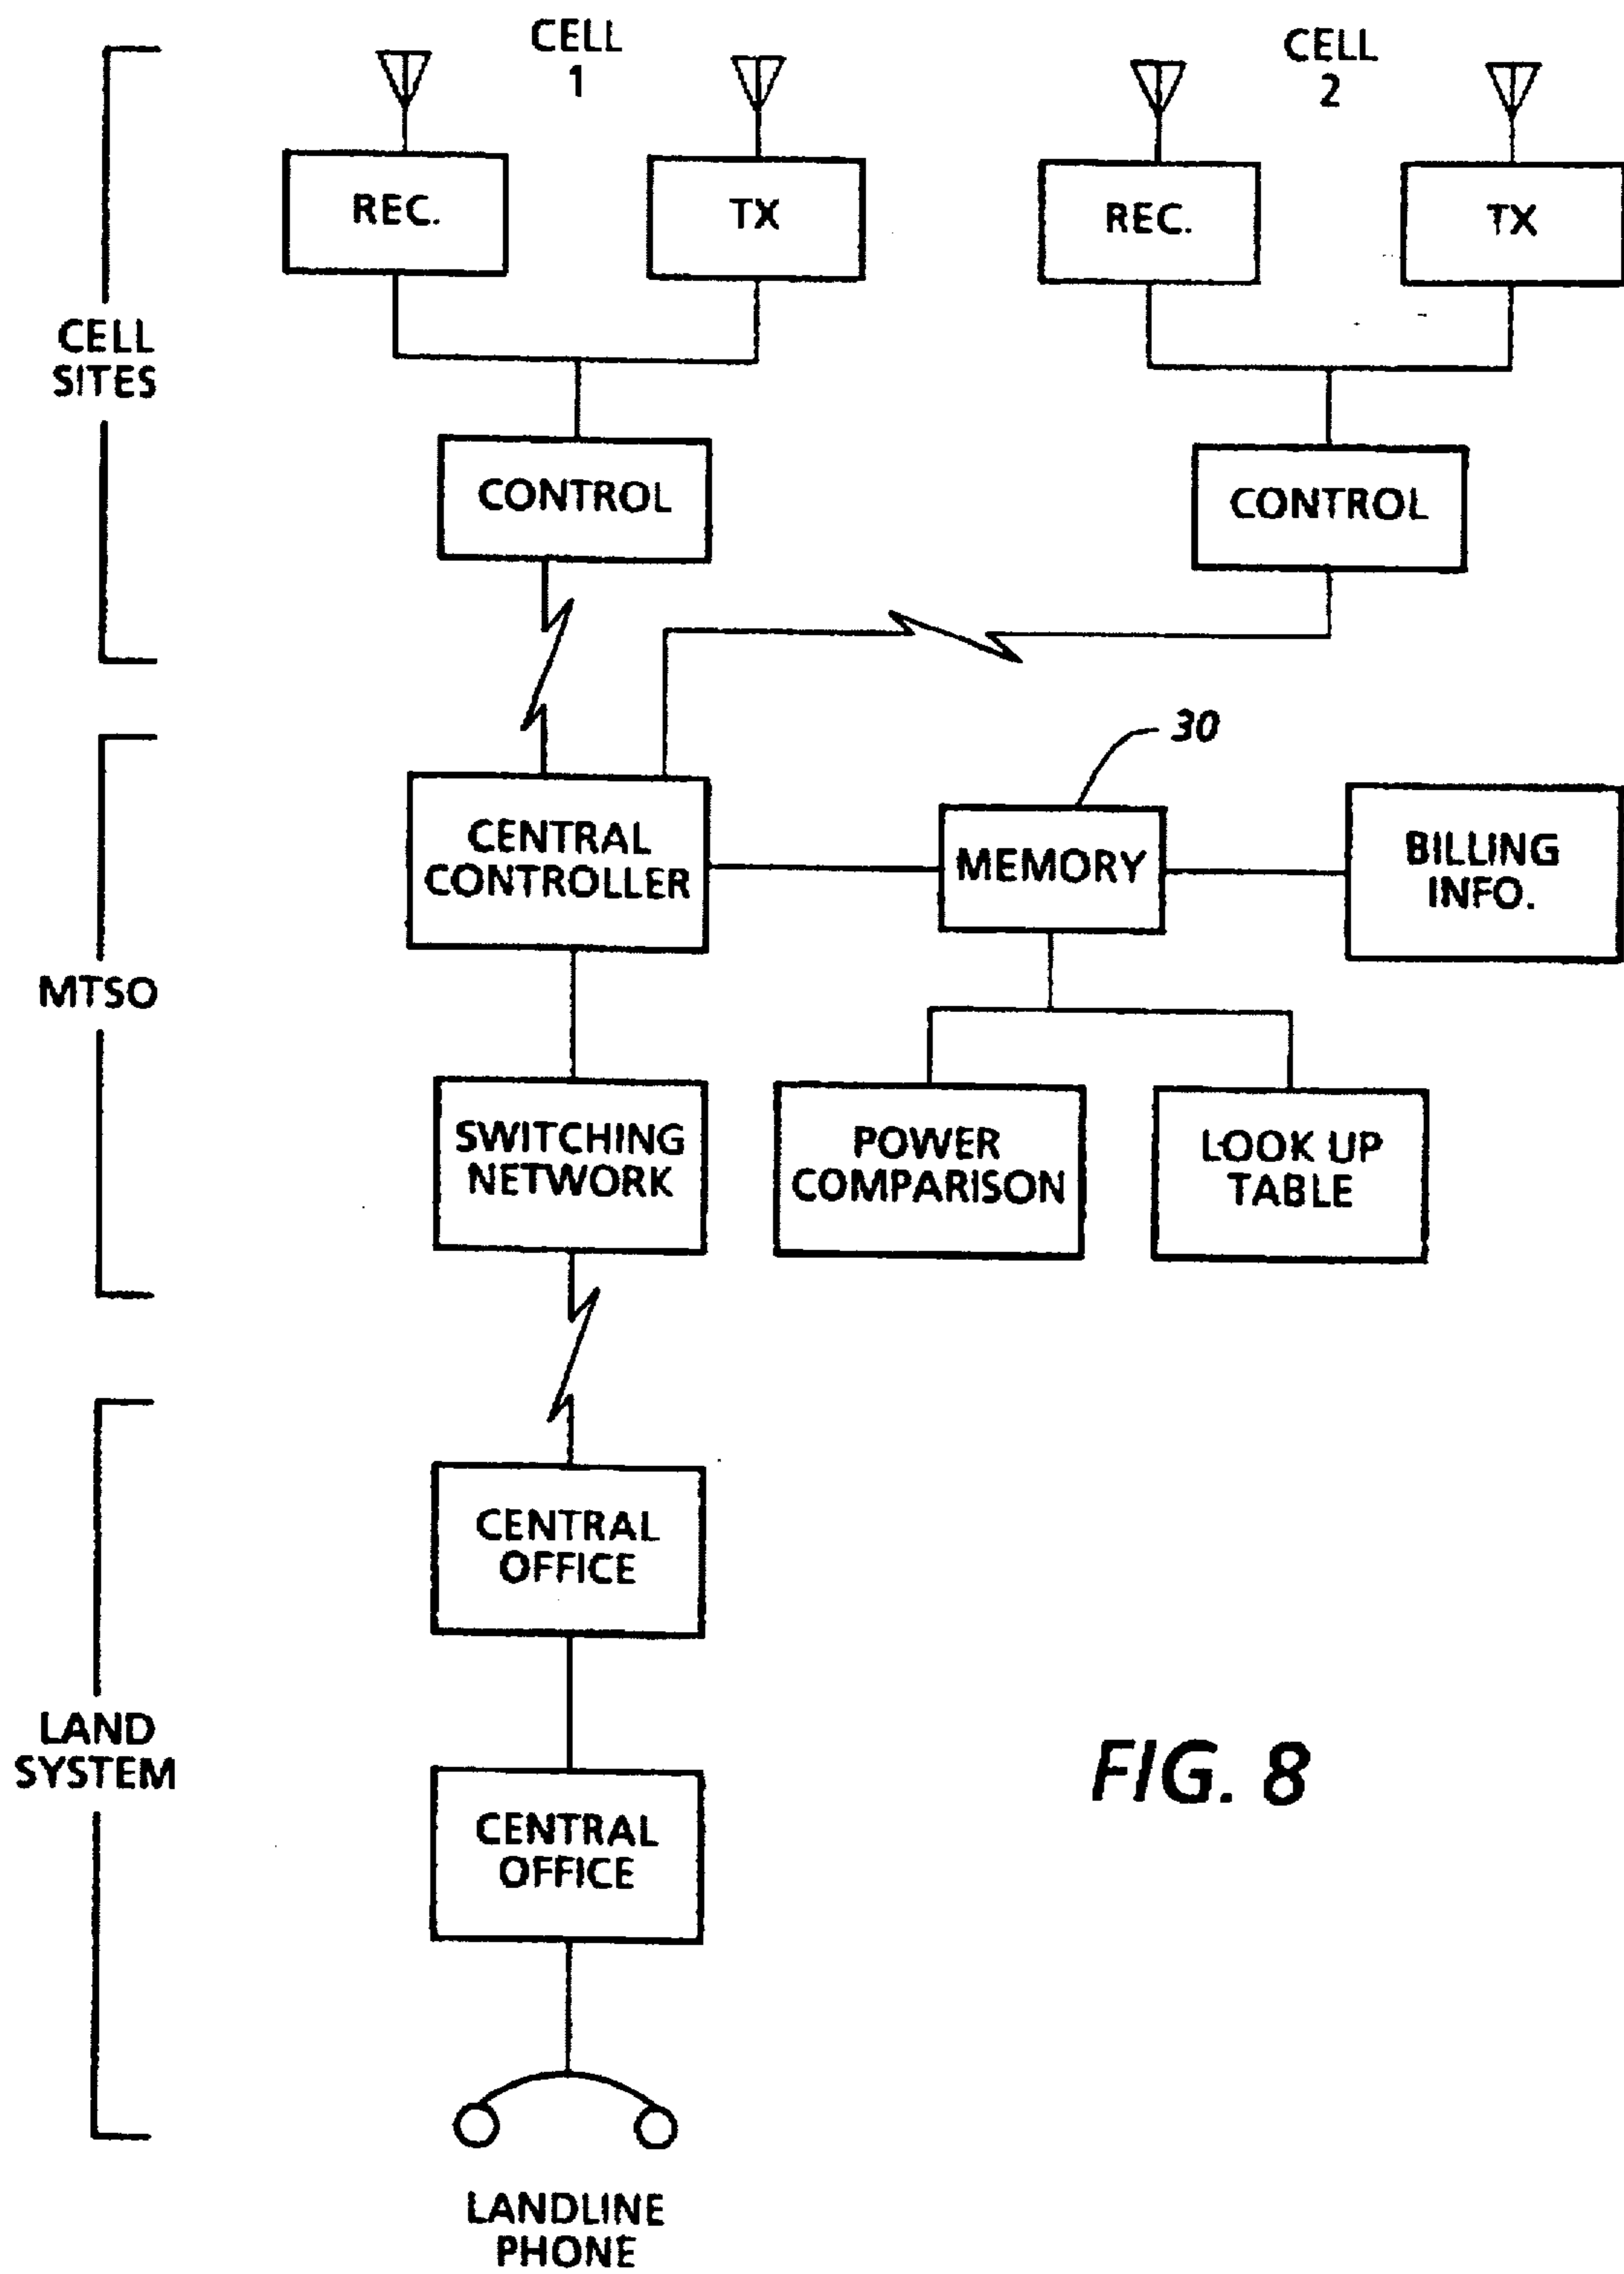 CELL
1
CELL
2
REC.
TX
REC.
TX
CELL
SITES
CONTROL
CONTROL
30
CENTRAL
CONTROLLER
MEMORY
BILLING
INFO.
MTSO
SWITCHING
NETWORK
POWER
COMPARISON
LOOK UP
TABLE
CENTRAL
OFFICE
LAND
SYSTEM
CENTRAL
OFFICE
FIG. 8
LANDLINE
PHONE